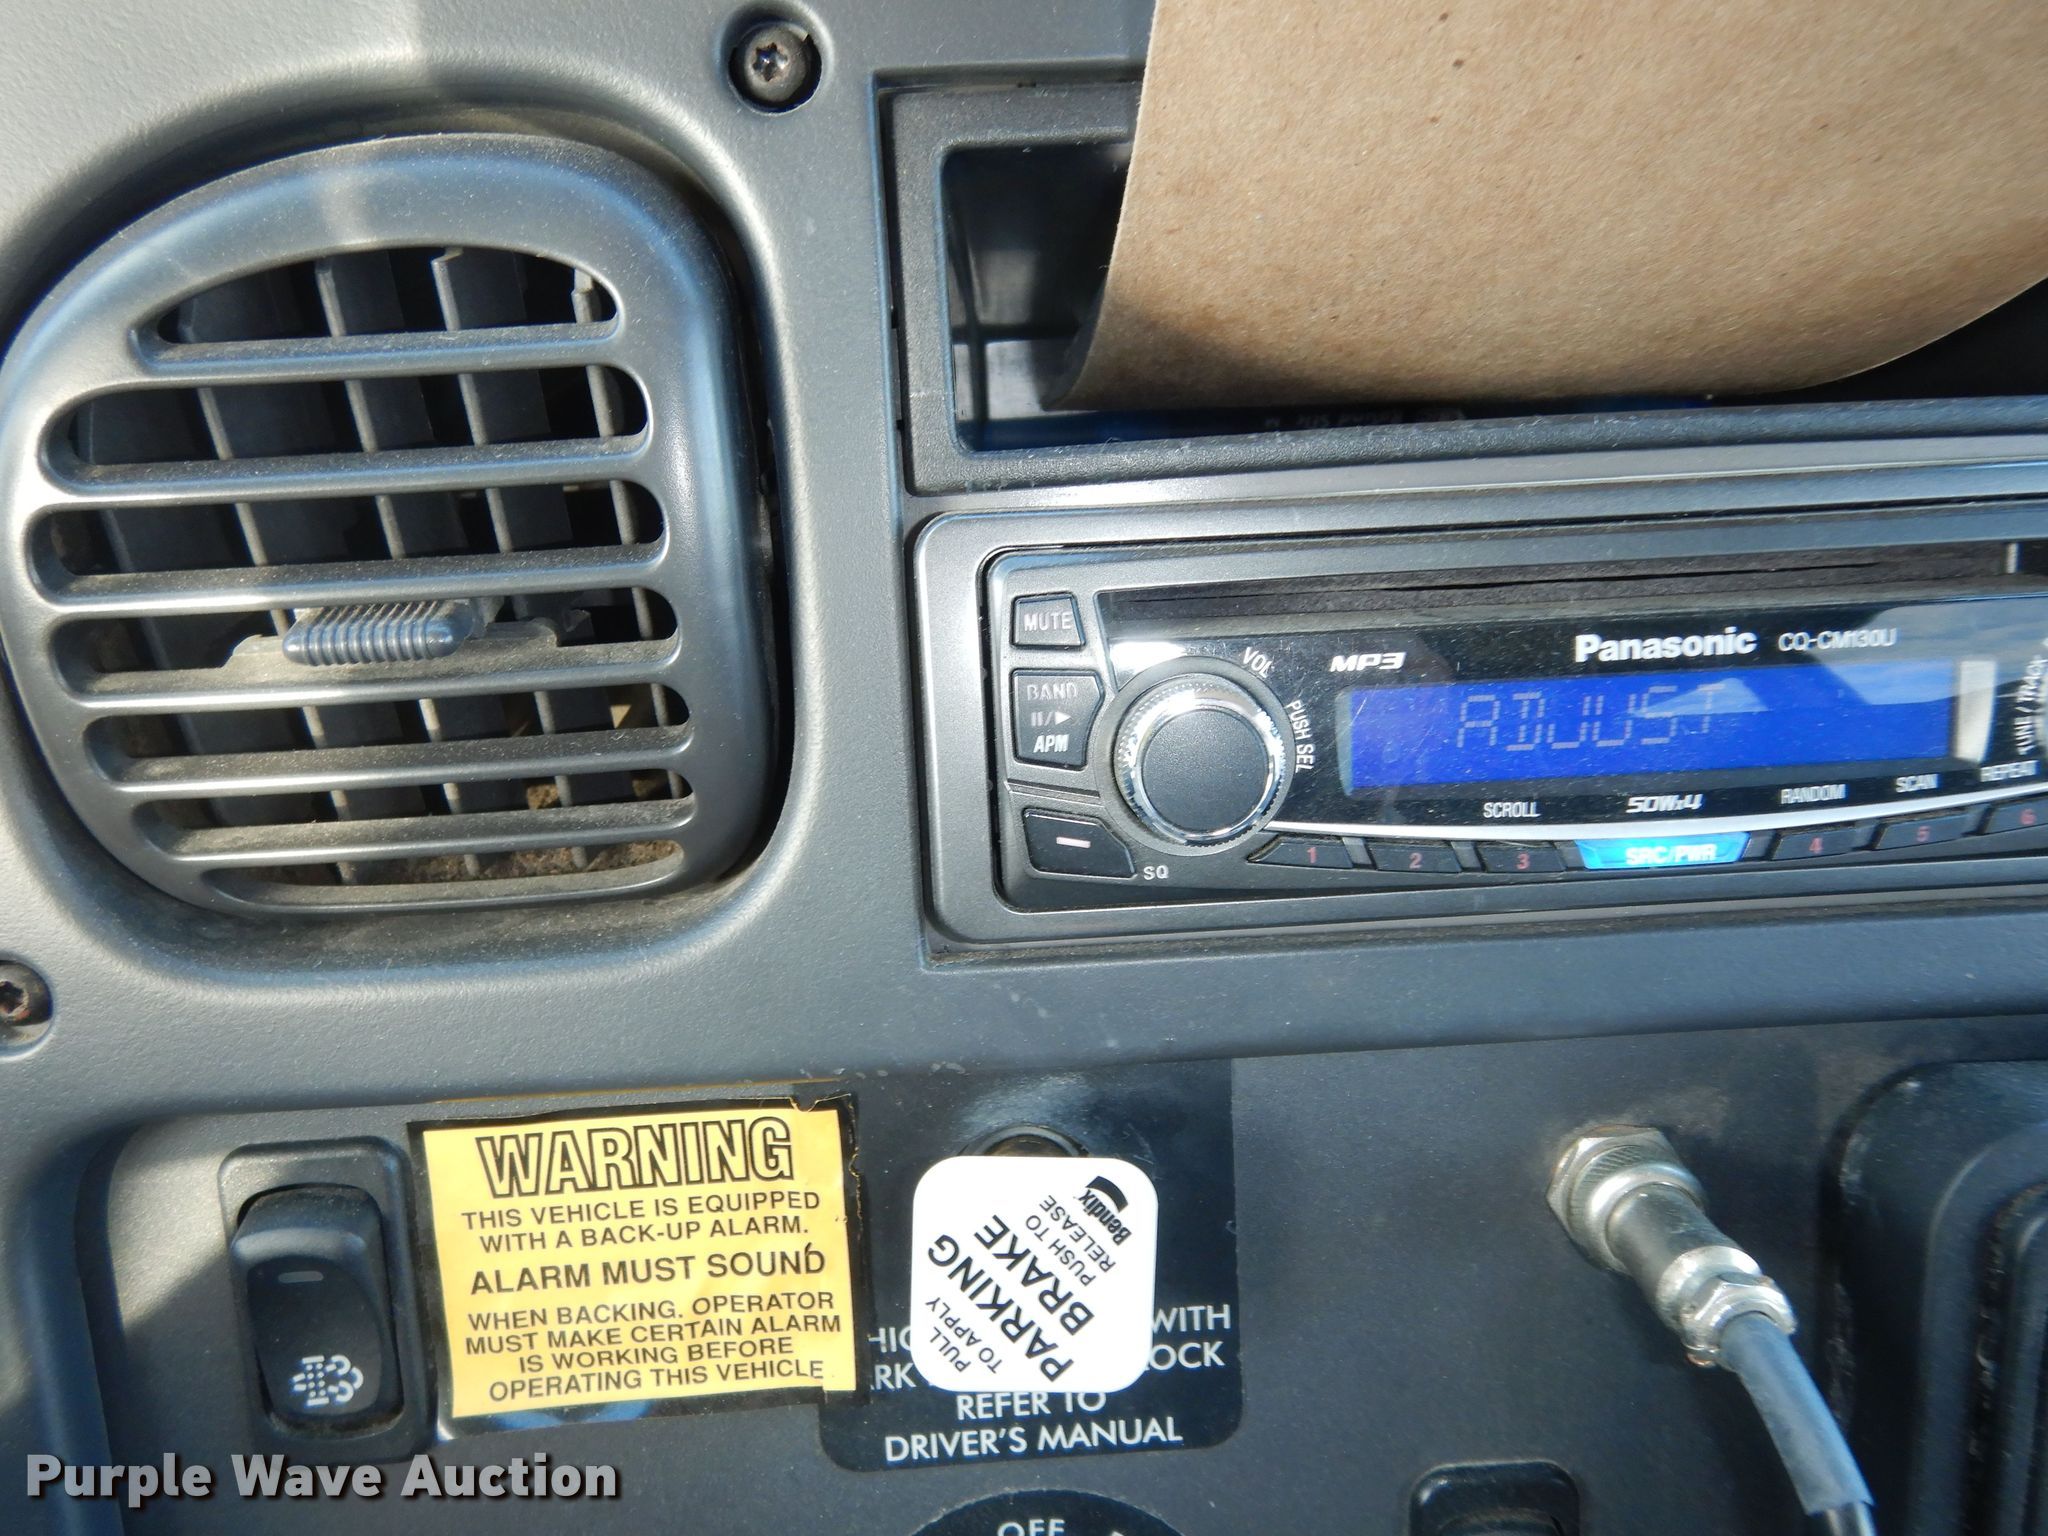 MUTE
BAND
II/▶
APM
SQ
VOL
PUSH SEL
MP3
Panasonic CQ-CM130U
ADJUST
TUNE / TRACK
SCROLL 50Wx4 RANDOM SCAN REPEAT
1 2 3 SRC/PWR 4 5 6
WARNING
THIS VEHICLE IS EQUIPPED
WITH A BACK-UP ALARM.
ALARM MUST SOUND
WHEN BACKING. OPERATOR
MUST MAKE CERTAIN ALARM
IS WORKING BEFORE
OPERATING THIS VEHICLE
PULL
TO APPLY
PARKING
BRAKE
PUSH TO
RELEASE
Bendix
WITH
REFER TO
DRIVER'S MANUAL
OFF
Purple Wave Auction